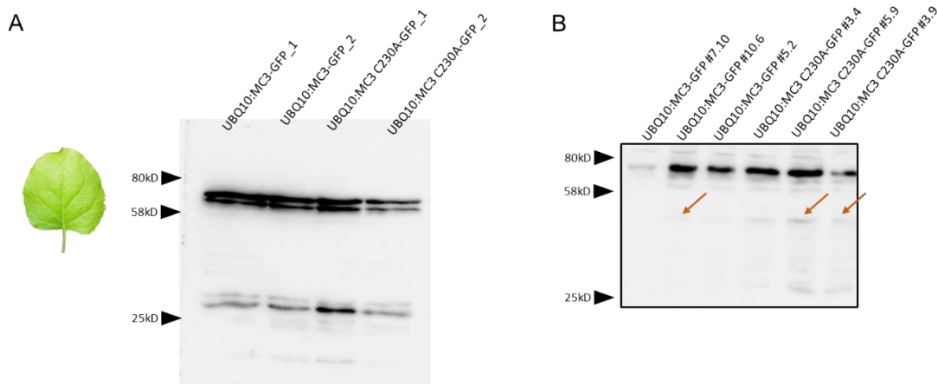 A
UBQ10:MC3-GFP_1
UBQ10:MC3-GFP_2
UBQ10:MC3 C230A-GFP_1
UBQ10:MC3 C230A-GFP_2
80kD
58kD
25kD
B
UBQ10:MC3-GFP #7.10
UBQ10:MC3-GFP #10.6
UBQ10:MC3-GFP #5.2
UBQ10:MC3 C230A-GFP #3.4
UBQ10:MC3 C230A-GFP #5.9
UBQ10:MC3 C230A-GFP #3.9
80kD
58kD
25kD